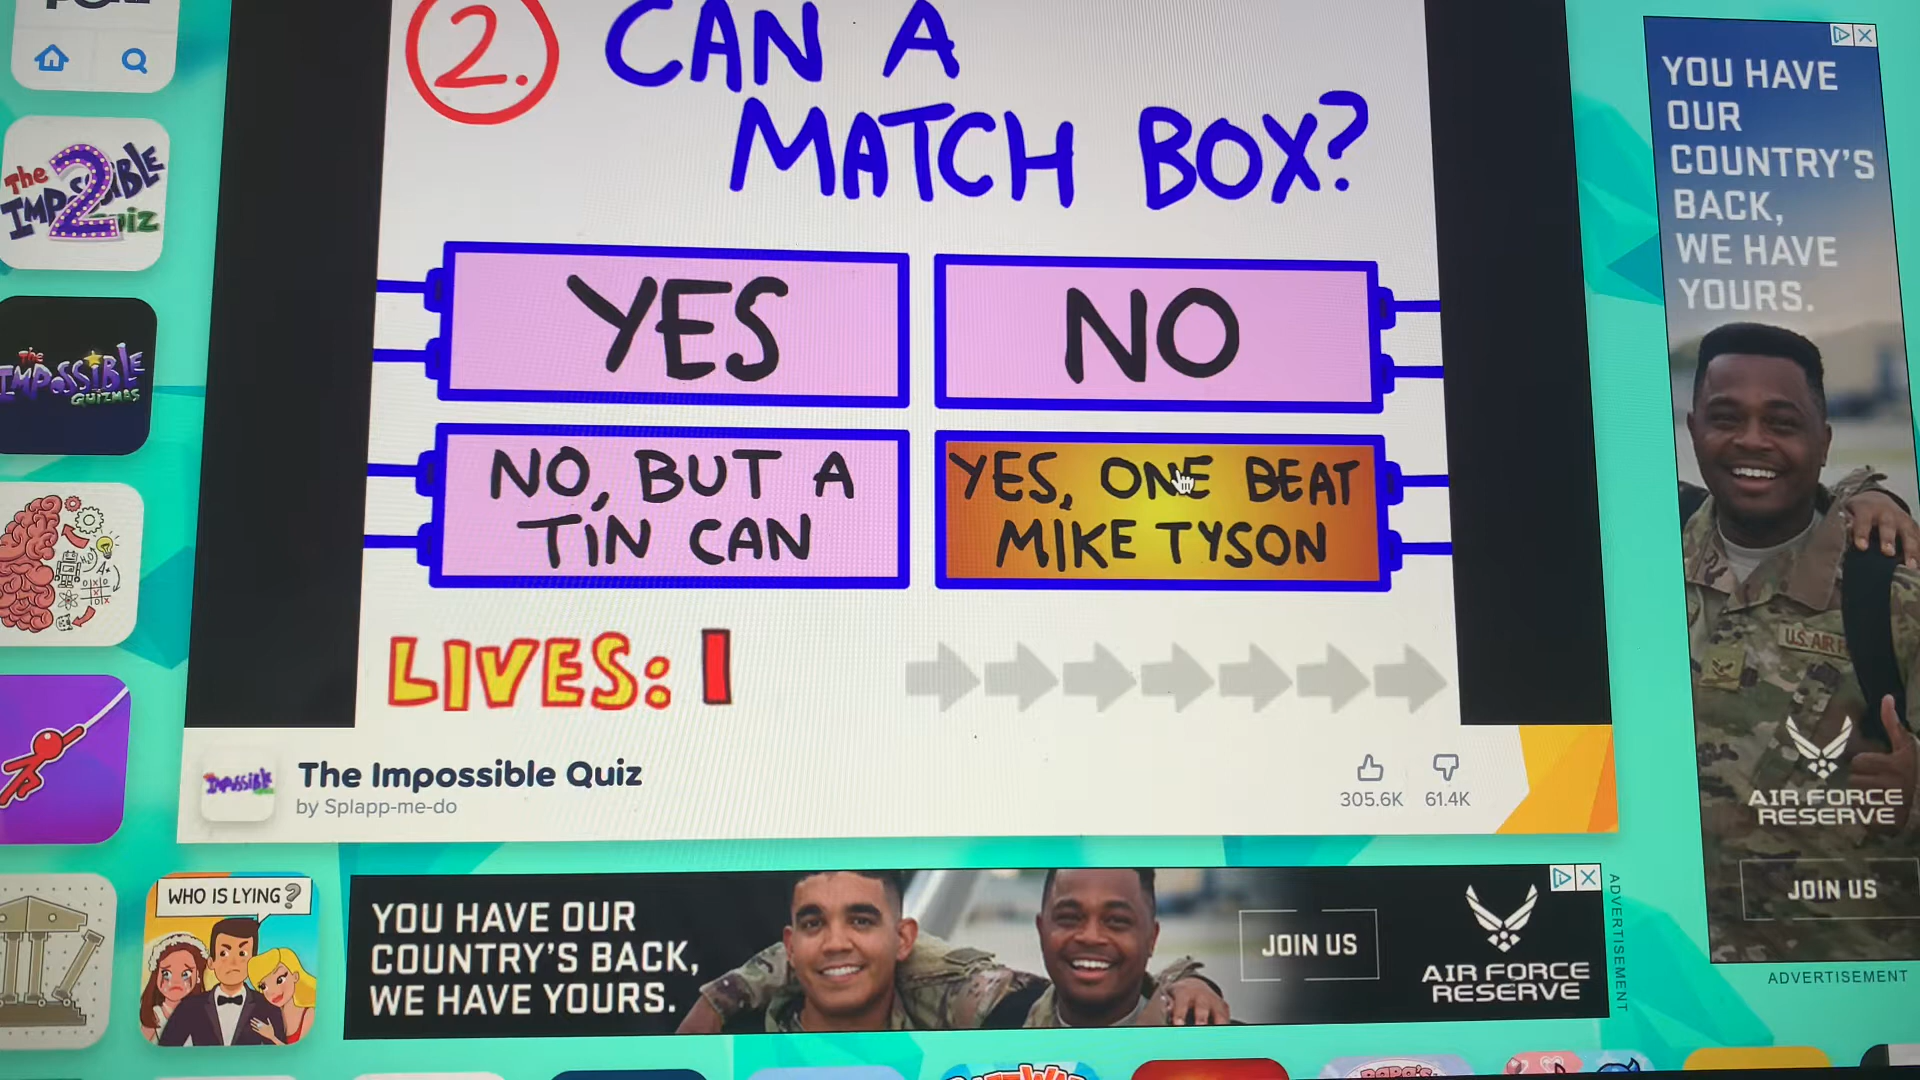 2. CAN A
MATCH BOX?
YES
NO
NO, BUT A
TIN CAN
YES, ONE BEAT
MIKE TYSON
LIVES: 1
The Impossible Quiz
by Splapp-me-do
305.6K
61.4K
The
IMPOSSIBLE
2
Quiz
The
IMPOSSIBLE
QUIZMAS
WHO IS LYING?
YOU HAVE OUR
COUNTRY'S BACK,
WE HAVE YOURS.
JOIN US
AIR FORCE
RESERVE
ADVERTISEMENT
YOU HAVE
OUR
COUNTRY'S
BACK,
WE HAVE
YOURS.
U.S. AIR F
AIR FORCE
RESERVE
JOIN US
ADVERTISEMENT